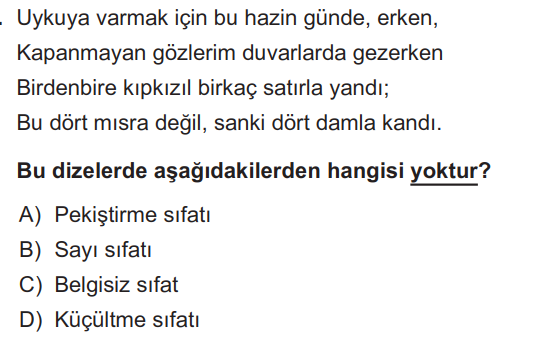 . Uykuya varmak için bu hazin günde, erken,
Kapanmayan gözlerim duvarlarda gezerken
Birdenbire kıpkızıl birkaç satırla yandı;
Bu dört mısra değil, sanki dört damla kandı.
Bu dizelerde aşağıdakilerden hangisi yoktur?
A) Pekiştirme sıfatı
B) Sayı sıfatı
C) Belgisiz sıfat
D) Küçültme sıfatı